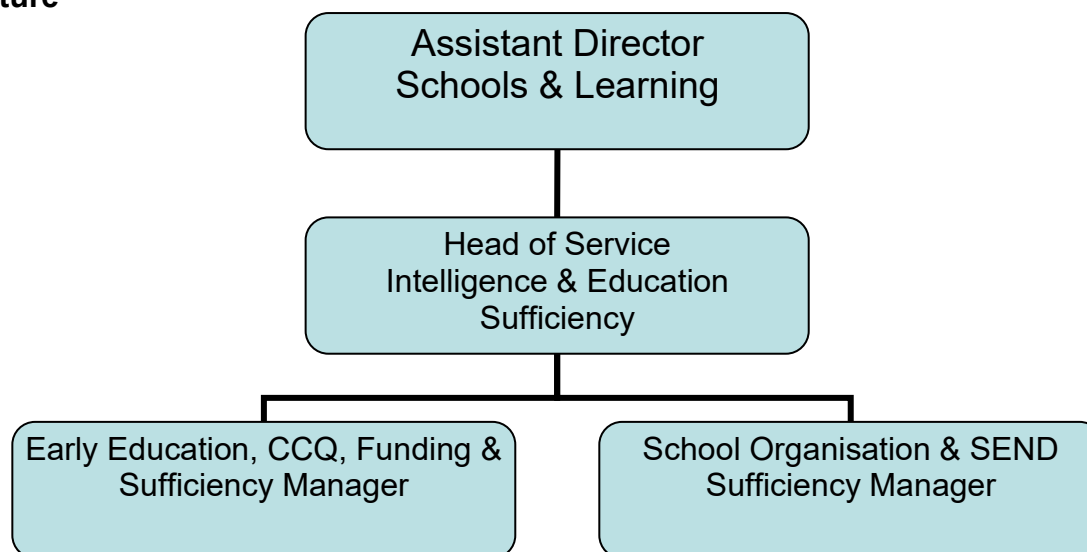 Assistant Director
Schools & Learning
Head of Service
Intelligence & Education
Sufficiency
Early Education, CCQ, Funding &
Sufficiency Manager
School Organisation & SEND
Sufficiency Manager